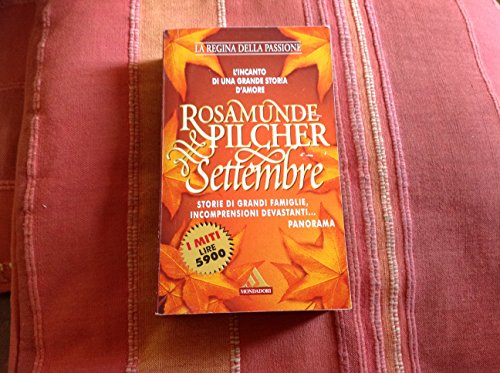 LA REGINA DELLA PASSIONE
L'INCANTO
DI UNA GRANDE STORIA
D'AMORE
ROSAMUNDE
PILCHER
Settembre
STORIE DI GRANDI FAMIGLIE,
INCOMPRENSIONI DEVASTANTI...
PANORAMA
I MITI
LIRE
5900
MONDADORI